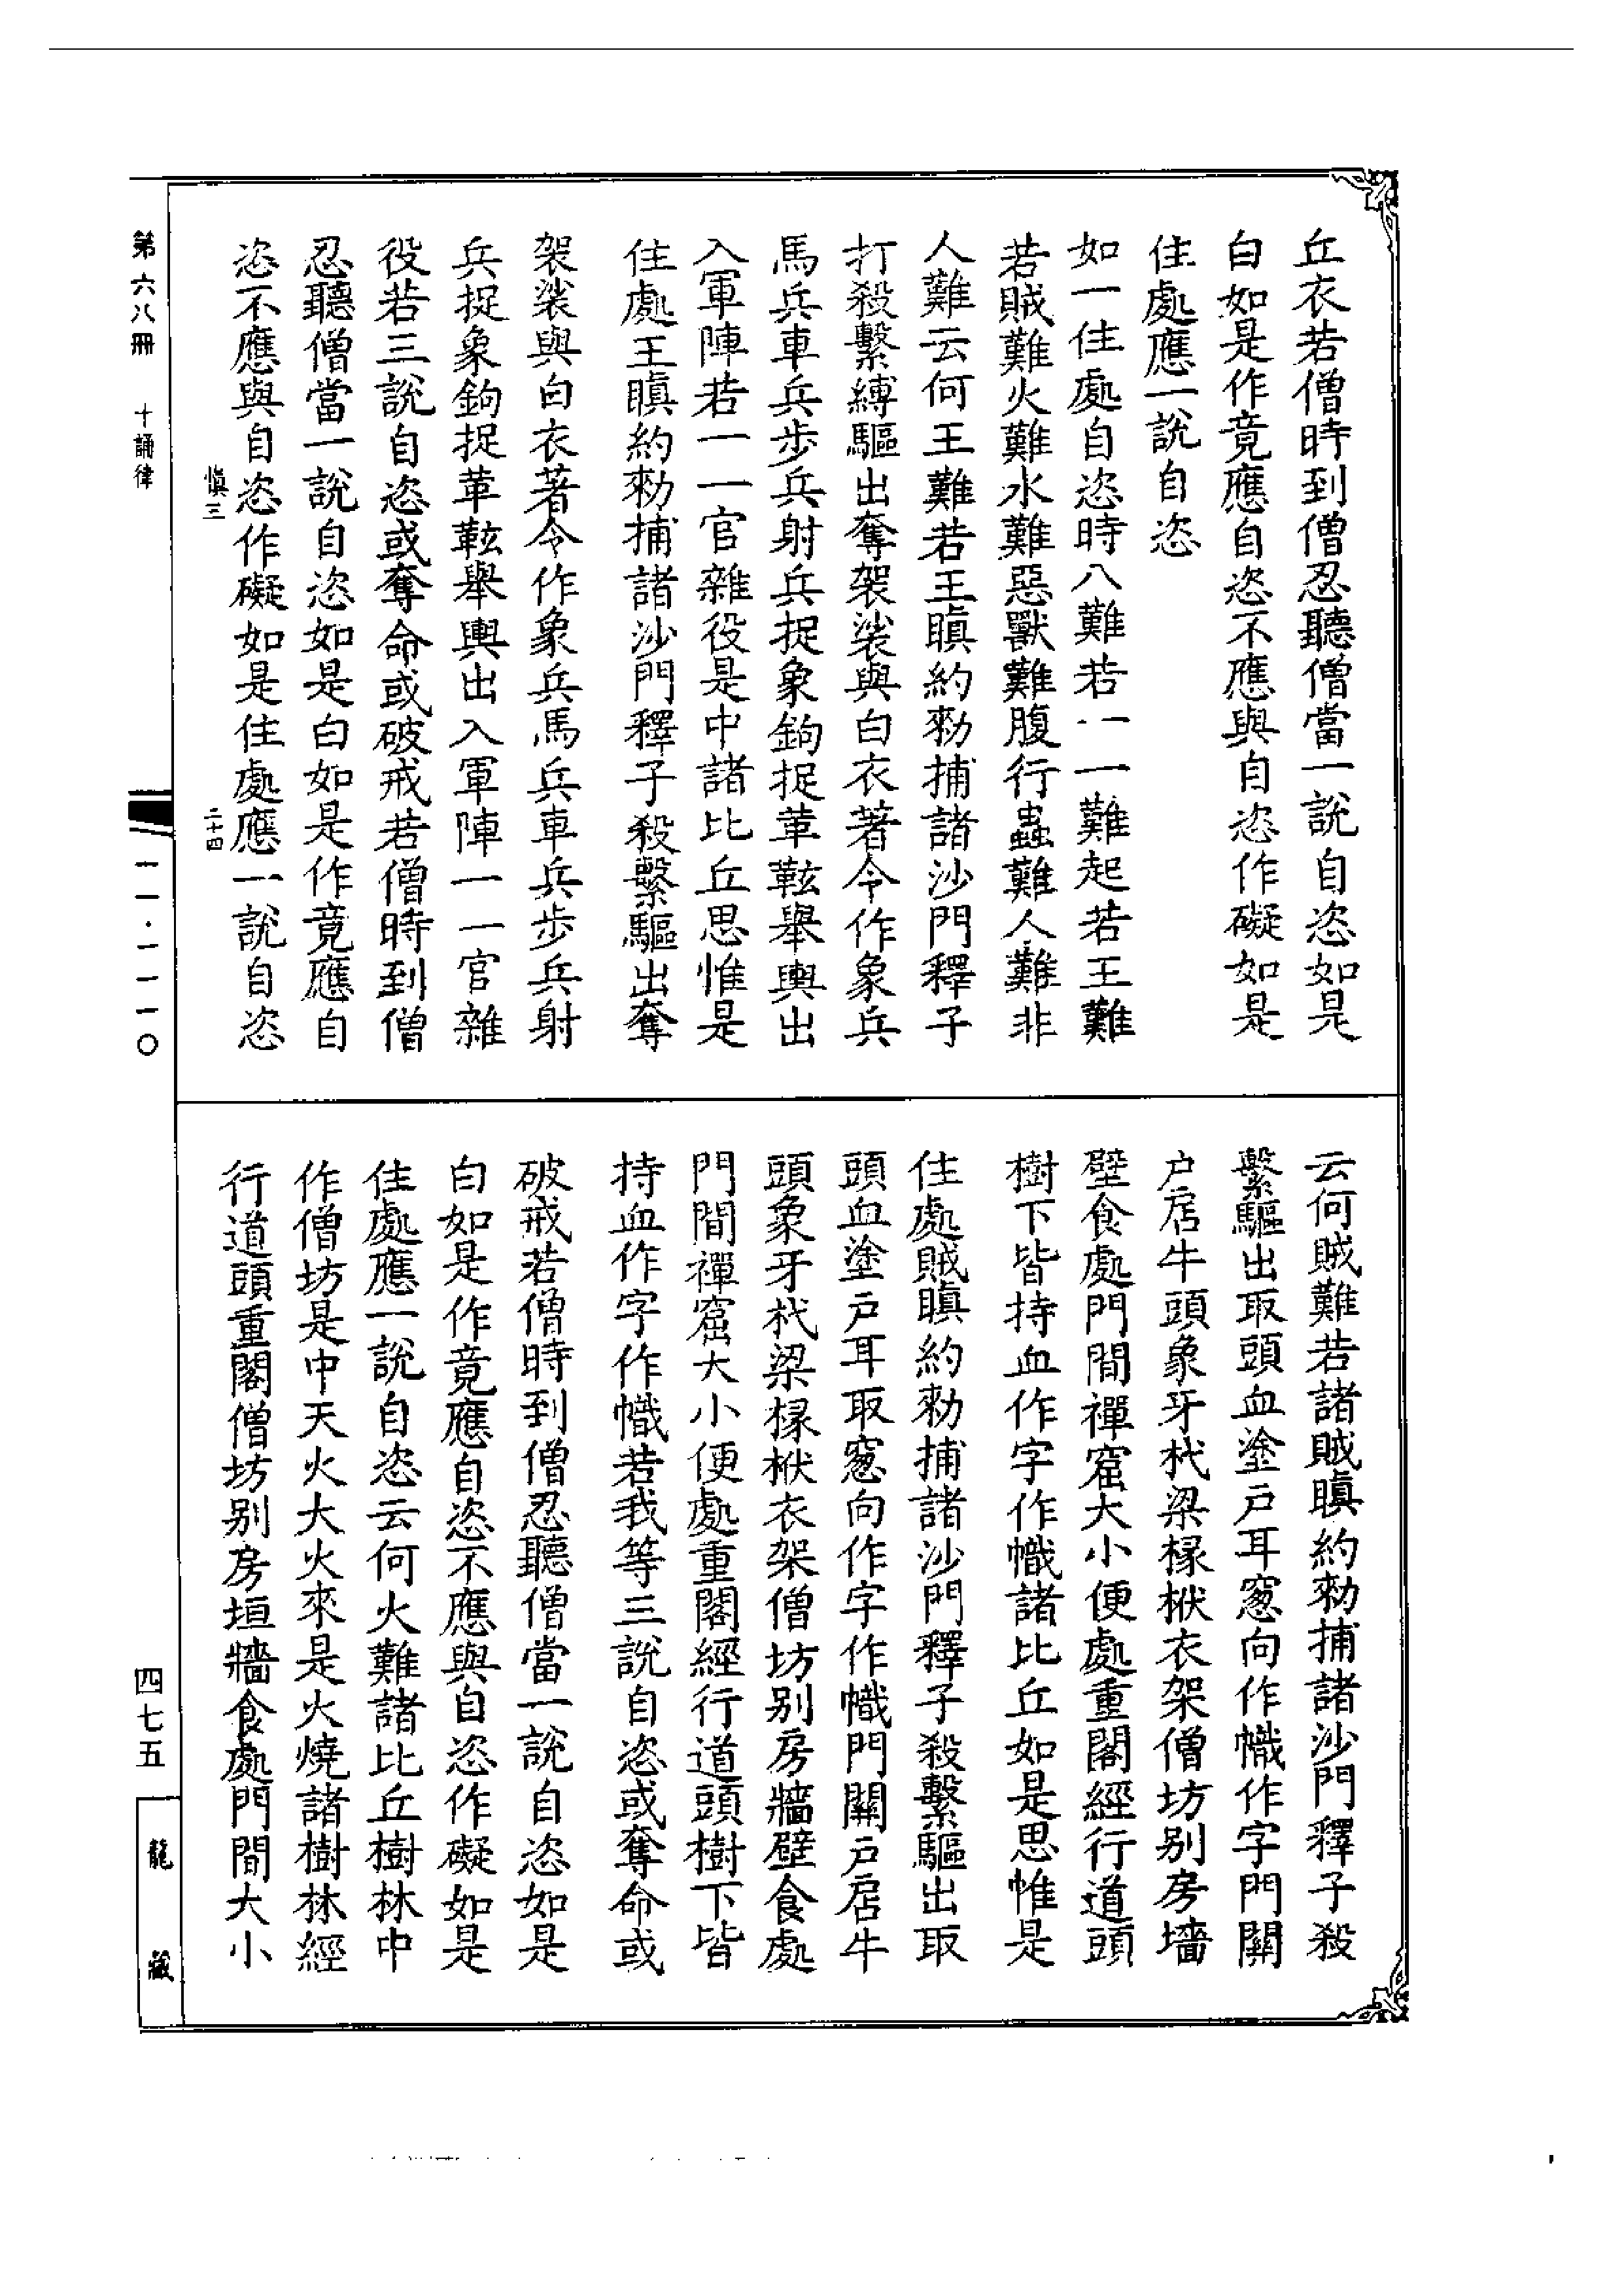 丘衣若僧時到僧忍聽僧當一說自恣如是
白如是作竟應自恣不應與自恣作礙如是
住處應一說自恣
如一住處自恣時八難若一一難起若王難
若賊難火難水難惡獸難腹行蟲難人難非
人難云何王難若王瞋約勑捕諸沙門釋子
打殺繫縛驅出奪袈裟與白衣著令作象兵
馬兵車兵步兵射兵捉象鉤捉䩗舉輿出
入軍陣若一一官雜役是中諸比丘思惟是
住處王瞋約勑捕諸沙門釋子殺繫驅出奪
袈裟與白衣著令作象兵馬兵車兵步兵射
兵捉象鉤捉舉輿出入軍陣一一官雜
役若三說自恣或奪命或破戒若僧時到僧
忍聽僧當一說自恣如是白如是作竟應自
恣不應與自恣作礙如是住處應一說自恣
慎三
二十四
云何賊難若諸賊瞋約勑捕諸沙門釋子殺
繫驅出取頭血塗戶耳窓向作幟作字門關
戶扂牛頭象牙杙梁椽栿衣架僧坊別房墻
壁食處門間禪窟大小便處重閣經行道頭
樹下皆持血作字作幟諸比丘如是思惟是
住處賊瞋約勑捕諸沙門釋子殺繫驅出取
頭血塗戶耳取窓向作字作幟門關戶扂牛
頭象牙杙梁椽栿衣架僧坊別房牆壁食處
門間禪窟大小便處重閣經行道頭樹下皆
持血作字作幟若我等三說自恣或奪命或
破戒若僧時到僧忍聽僧當一說自恣如是
白如是作竟應自恣不應與自恣作礙如是
住處應一說自恣云何火難諸比丘樹林中
作僧坊是中天火大火來是火燒諸樹林經
行道頭重閣僧坊別房垣牆食處門間大小
第六八冊 十誦律
一一·一一一〇
四七五
龍藏